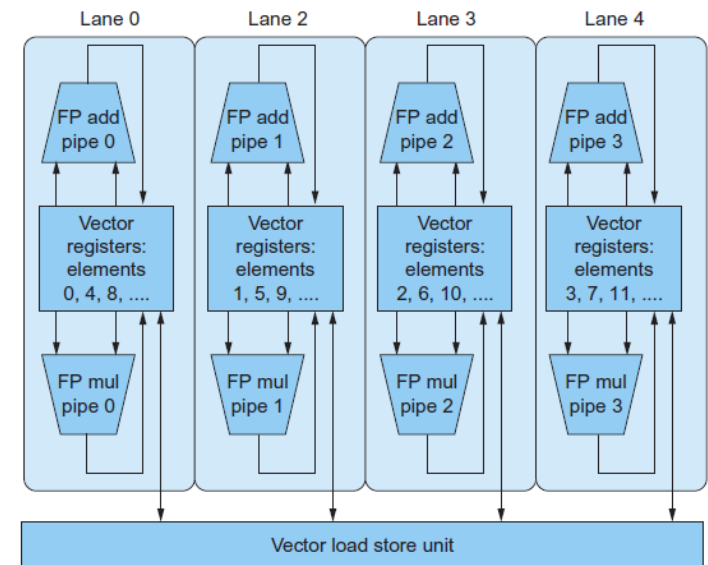 Lane 0
Lane 2
Lane 3
Lane 4
FP add
pipe 0
FP add
pipe 1
FP add
pipe 2
FP add
pipe 3
Vector
registers:
elements
0, 4, 8, ....
Vector
registers:
elements
1, 5, 9, ....
Vector
registers:
elements
2, 6, 10, ....
Vector
registers:
elements
3, 7, 11, ....
FP mul
pipe 0
FP mul
pipe 1
FP mul
pipe 2
FP mul
pipe 3
Vector load store unit